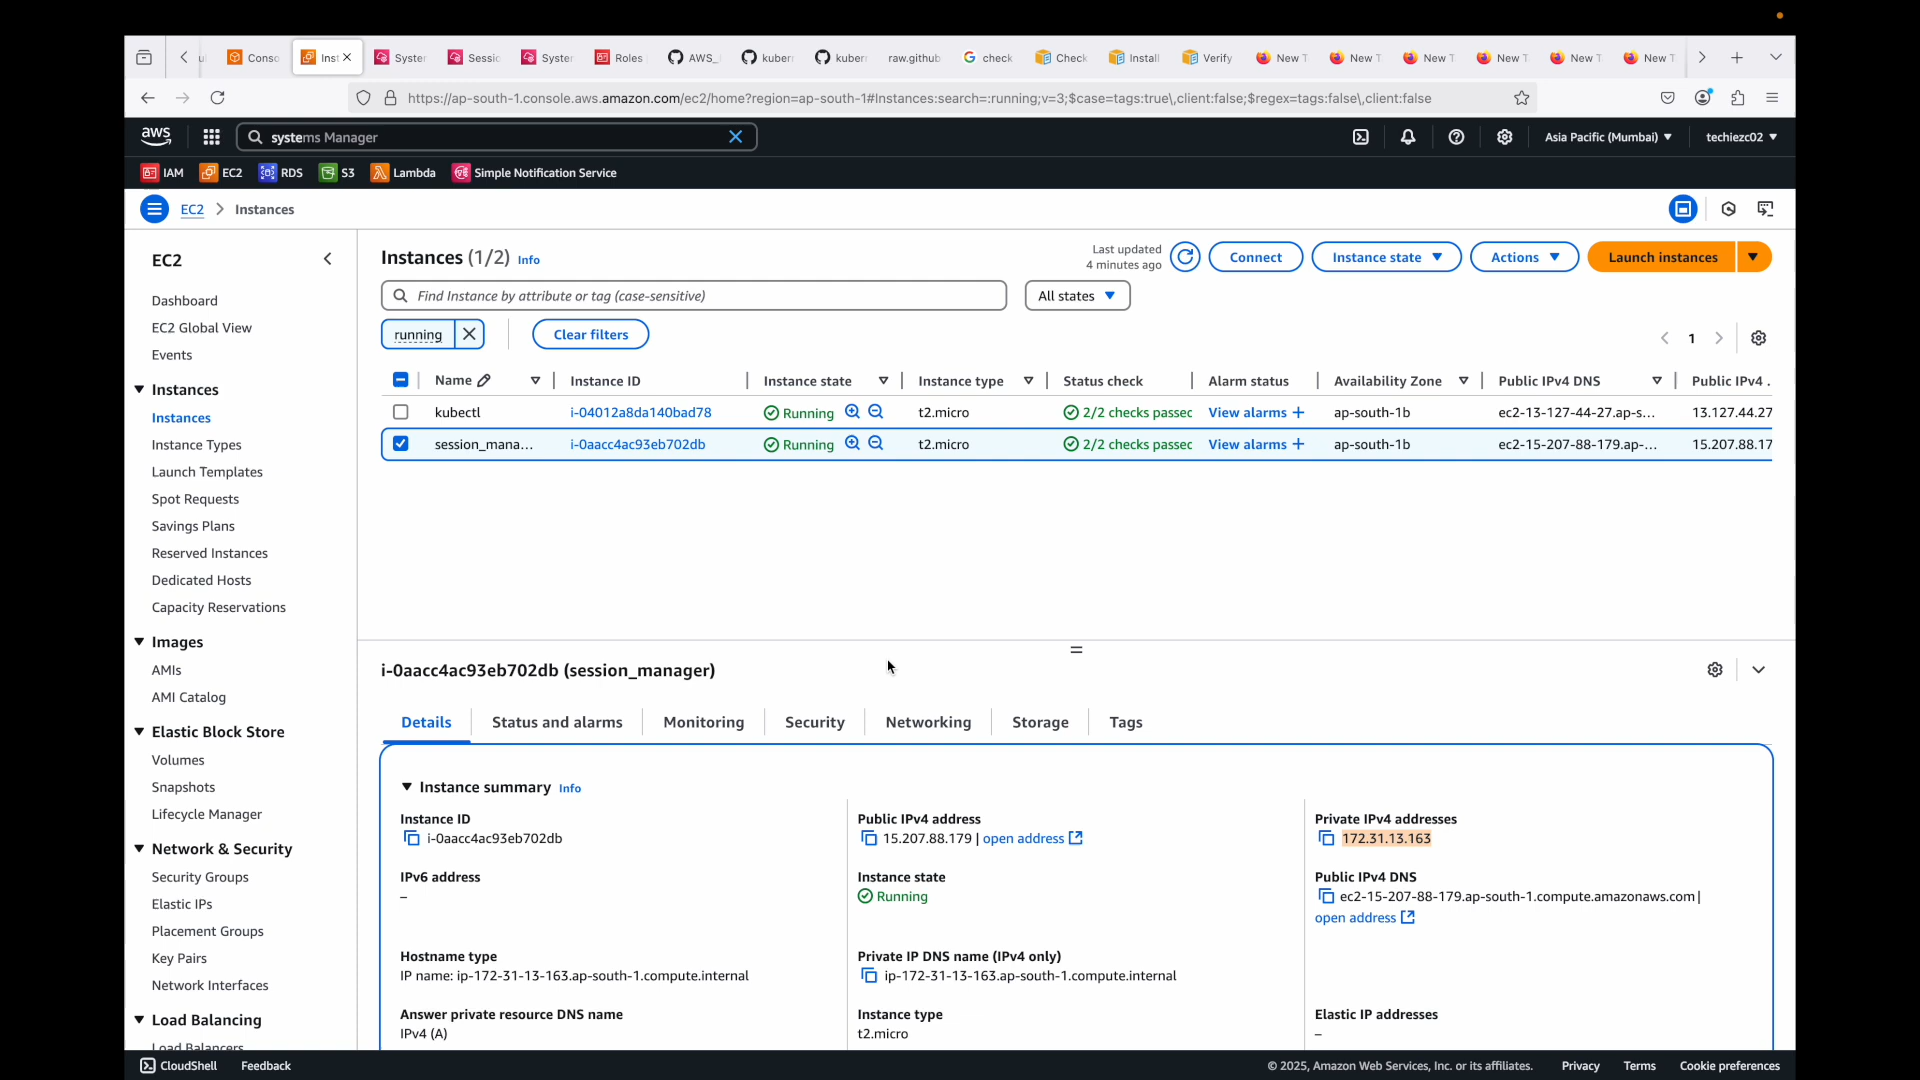 Conso
Inst
System
Sessio
System
Roles
AWS_
kubern
kubern
raw.github
check
Check
Install
Verify
New T
New T
New T
New T
New T
New T
https://ap-south-1.console.aws.amazon.com/ec2/home?region=ap-south-1#Instances:search=:running;v=3;$case=tags:true\,client:false;$regex=tags:false\,client:false
aws
systems Manager
Asia Pacific (Mumbai)
techiezc02
IAM
EC2
RDS
S3
Lambda
Simple Notification Service
EC2 > Instances
EC2
Dashboard
EC2 Global View
Events
Instances
Instances
Instance Types
Launch Templates
Spot Requests
Savings Plans
Reserved Instances
Dedicated Hosts
Capacity Reservations
Images
AMIs
AMI Catalog
Elastic Block Store
Volumes
Snapshots
Lifecycle Manager
Network & Security
Security Groups
Elastic IPs
Placement Groups
Key Pairs
Network Interfaces
Load Balancing
Load Balancers
Instances (1/2) Info
Last updated
4 minutes ago
Connect
Instance state
Actions
Launch instances
Find Instance by attribute or tag (case-sensitive)
All states
running
Clear filters
1
Name | Instance ID | Instance state | Instance type | Status check | Alarm status | Availability Zone | Public IPv4 DNS | Public IPv4 .
kubectl i-04012a8da140bad78 Running t2.micro 2/2 checks passec View alarms + ap-south-1b ec2-13-127-44-27.ap-s... 13.127.44.27
session_mana... i-0aacc4ac93eb702db Running t2.micro 2/2 checks passec View alarms + ap-south-1b ec2-15-207-88-179.ap-... 15.207.88.17
i-0aacc4ac93eb702db (session_manager)
Details
Status and alarms
Monitoring
Security
Networking
Storage
Tags
Instance summary Info
Instance ID
i-0aacc4ac93eb702db
Public IPv4 address
15.207.88.179 | open address
Private IPv4 addresses
172.31.13.163
IPv6 address
–
Instance state
Running
Public IPv4 DNS
ec2-15-207-88-179.ap-south-1.compute.amazonaws.com |
open address
Hostname type
IP name: ip-172-31-13-163.ap-south-1.compute.internal
Private IP DNS name (IPv4 only)
ip-172-31-13-163.ap-south-1.compute.internal
Answer private resource DNS name
IPv4 (A)
Instance type
t2.micro
Elastic IP addresses
–
CloudShell
Feedback
© 2025, Amazon Web Services, Inc. or its affiliates.
Privacy
Terms
Cookie preferences